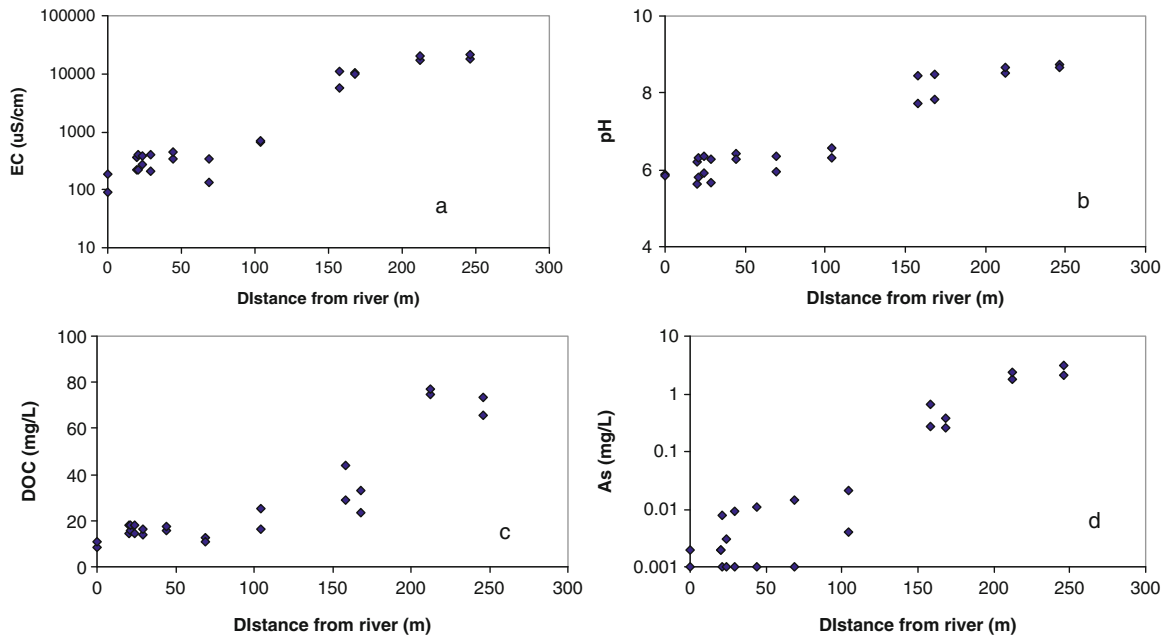 100000
10000
1000
100
10
EC (uS/cm)
a
0 50 100 150 200 250 300
DIstance from river (m)
10
8
6
4
pH
b
0 50 100 150 200 250 300
DIstance from river (m)
100
80
60
40
20
0
DOC (mg/L)
c
0 50 100 150 200 250 300
DIstance from river (m)
10
1
0.1
0.01
0.001
As (mg/L)
d
0 50 100 150 200 250 300
DIstance from river (m)